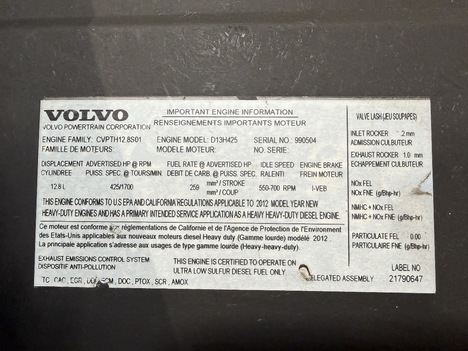 VOLVO
VOLVO POWERTRAIN CORPORATION
IMPORTANT ENGINE INFORMATION
RENSEIGNEMENTS IMPORTANTS MOTEUR
ENGINE FAMILY: CVPTH12.8S01 ENGINE MODEL: D13H425 SERIAL NO.: 990504
FAMILLE DE MOTEURS MODELE MOTEUR: NO. SERIE:
DISPLACEMENT ADVERTISED HP @ RPM FUEL RATE @ ADVERTISED HP IDLE SPEED ENGINE BRAKE
CYLINDREE PUISS. SPEC. @ TOURSMIN DEBIT DE CARB. @ PUISS. SPEC. RALENTI FREIN MOTEUR
12.8 L 425/1700 259 mm³ / STROKE 550-700 RPM I-VEB
mm³ / COUP
THIS ENGINE CONFORMS TO U.S EPA AND CALIFORNIA REGULATIONS APPLICABLE TO 2012 MODEL YEAR NEW
HEAVY-DUTY ENGINES AND HAS A PRIMARY INTENDED SERVICE APPLICATION AS A HEAVY HEAVY-DUTY DIESEL ENGINE.
Ce moteur est conforme aux réglementations de Californie et de l'Agence de Protection de l'Environment
des Etats-Unis applicables aux nouveaux moteurs diesel Heavy duty (Gamme lourde) modélé 2012
La principale application s'adresse aux usages de type gamme lourde (Heavy-heavy-duty).
EXHAUST EMISSIONS CONTROL SYSTEM
DISPOSITIF ANTI-POLLUTION
TC, CAC, EGR, DDI, ECM, DOC, PTOX, SCR, AMOX
THIS ENGINE IS CERTIFIED TO OPERATE ON
ULTRA LOW SULFUR DIESEL FUEL ONLY
DELEGATED ASSEMBLY
VALVE LASH (JEU SOUPAPES)
INLET ROCKER .2 mm
ADMISSION CULBUTEUR
EXHAUST ROCKER 1.0 mm
ECHAPPEMENT CULBUTEUR
NOx FEL
NOx FNE (g/Bhp-hr)
NMHC + NOx FEL
NMHC + NOx FNE (g/Bhp-hr)
PARTICULATE FEL 0.00
PARTICULAIRE FNE (g/Bhp-hr)
LABEL NO
21790647